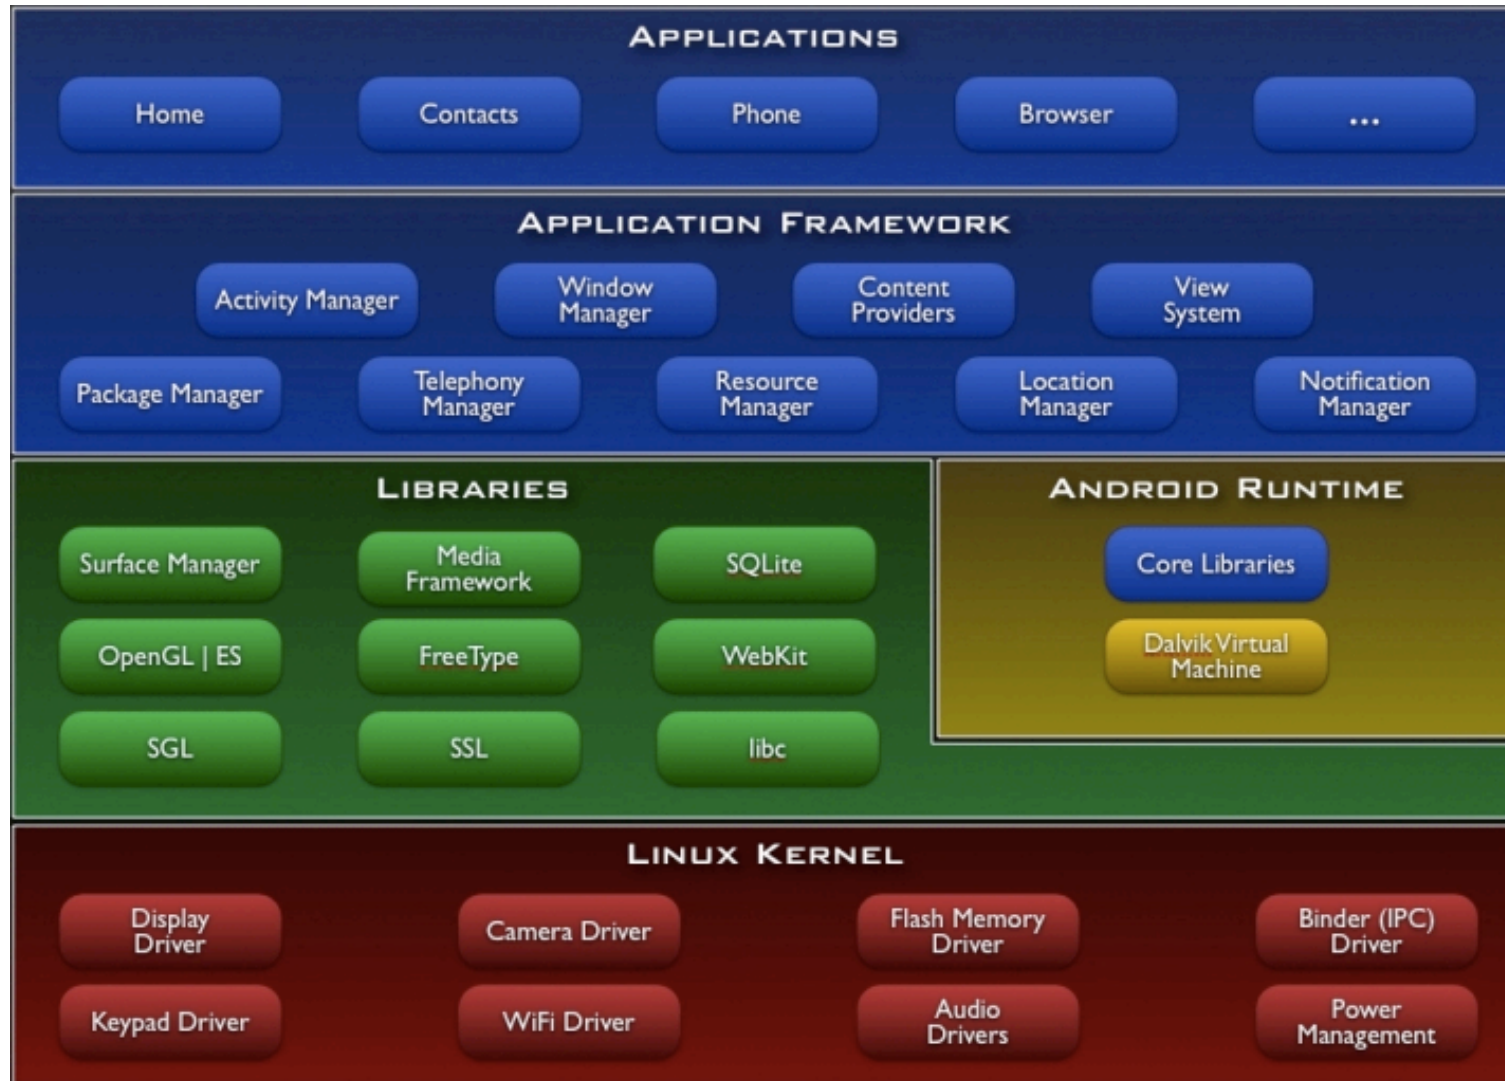 APPLICATIONS
Home
Contacts
Phone
Browser
...
APPLICATION FRAMEWORK
Activity Manager
Window
Manager
Content
Providers
View
System
Package Manager
Telephony
Manager
Resource
Manager
Location
Manager
Notification
Manager
LIBRARIES
Surface Manager
Media
Framework
SQLite
OpenGL | ES
FreeType
WebKit
SGL
SSL
libc
ANDROID RUNTIME
Core Libraries
Dalvik Virtual
Machine
LINUX KERNEL
Display
Driver
Camera Driver
Flash Memory
Driver
Binder (IPC)
Driver
Keypad Driver
WiFi Driver
Audio
Drivers
Power
Management